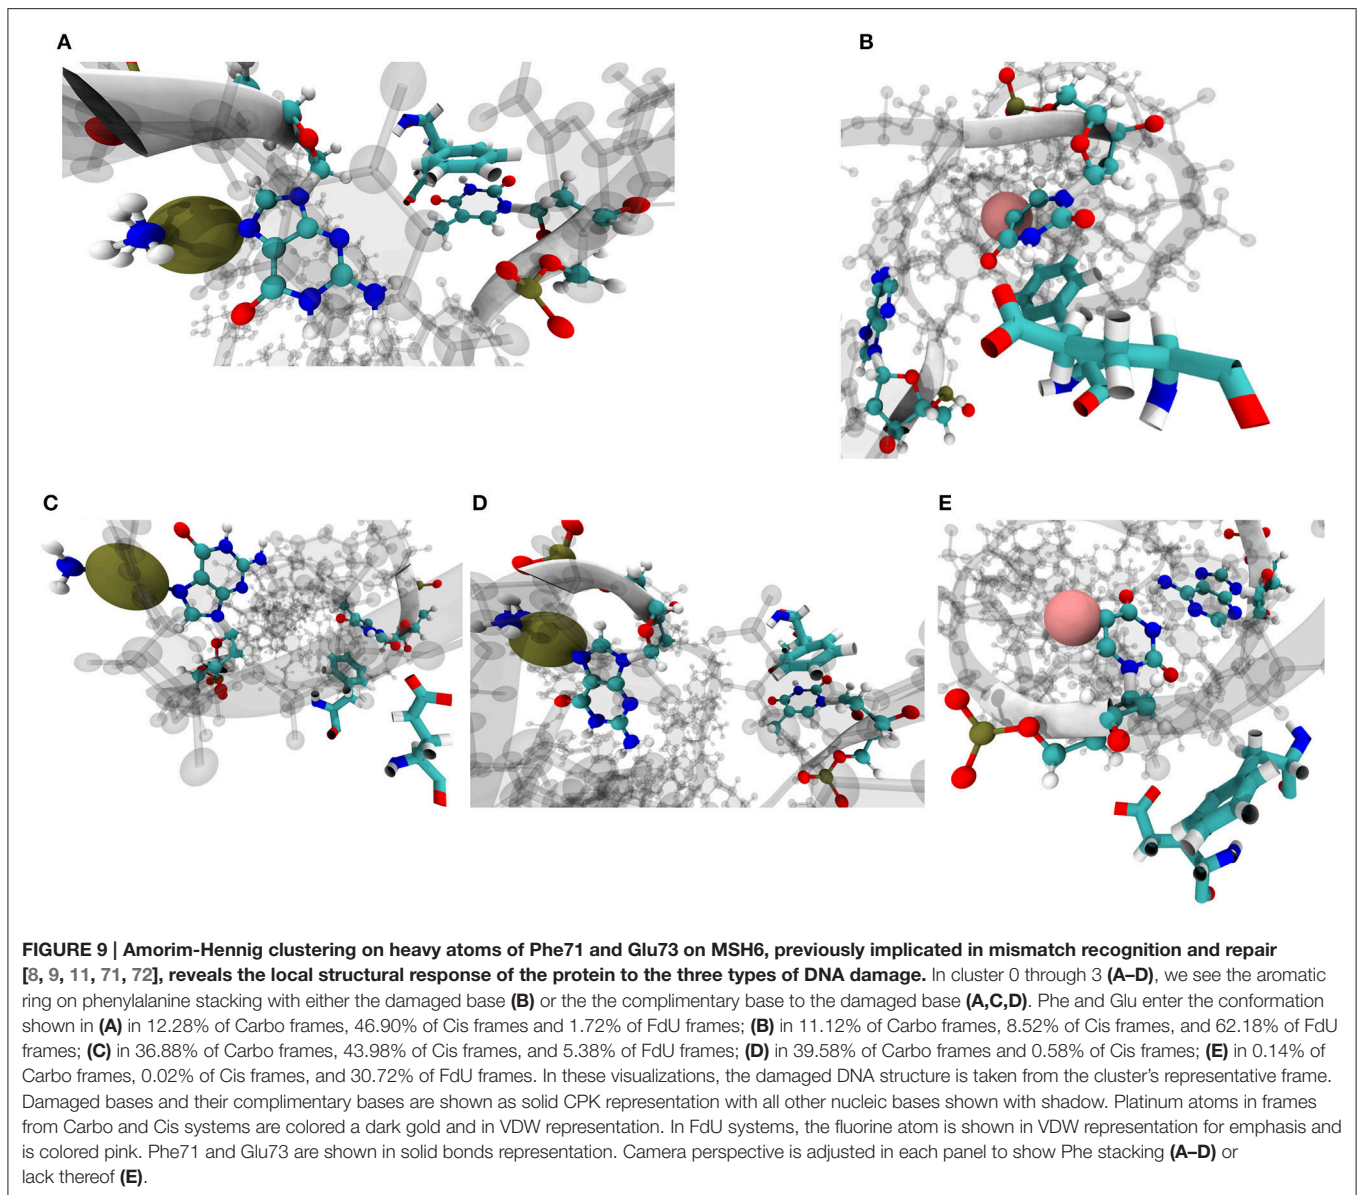 A
B
C
D
E
FIGURE 9 | Amorim-Hennig clustering on heavy atoms of Phe71 and Glu73 on MSH6, previously implicated in mismatch recognition and repair
[8, 9, 11, 71, 72], reveals the local structural response of the protein to the three types of DNA damage. In cluster 0 through 3 (A–D), we see the aromatic
ring on phenylalanine stacking with either the damaged base (B) or the the complimentary base to the damaged base (A,C,D). Phe and Glu enter the conformation
shown in (A) in 12.28% of Carbo frames, 46.90% of Cis frames and 1.72% of FdU frames; (B) in 11.12% of Carbo frames, 8.52% of Cis frames, and 62.18% of FdU
frames; (C) in 36.88% of Carbo frames, 43.98% of Cis frames, and 5.38% of FdU frames; (D) in 39.58% of Carbo frames and 0.58% of Cis frames; (E) in 0.14% of
Carbo frames, 0.02% of Cis frames, and 30.72% of FdU frames. In these visualizations, the damaged DNA structure is taken from the cluster's representative frame.
Damaged bases and their complimentary bases are shown as solid CPK representation with all other nucleic bases shown with shadow. Platinum atoms in frames
from Carbo and Cis systems are colored a dark gold and in VDW representation. In FdU systems, the fluorine atom is shown in VDW representation for emphasis and
is colored pink. Phe71 and Glu73 are shown in solid bonds representation. Camera perspective is adjusted in each panel to show Phe stacking (A–D) or
lack thereof (E).